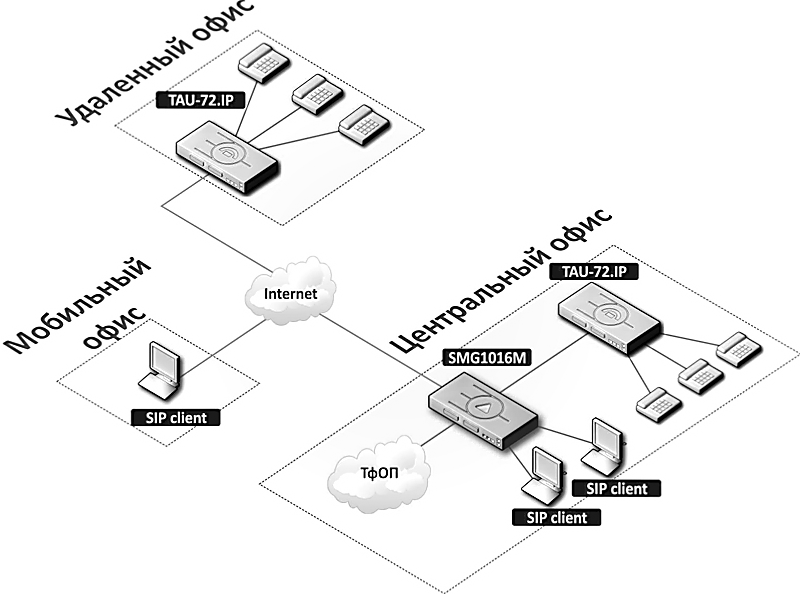 Удаленный офис
TAU-72.IP
Internet
Мобильный
офис
SIP client
Центральный офис
TAU-72.IP
SMG1016M
ТфОП
SIP client
SIP client